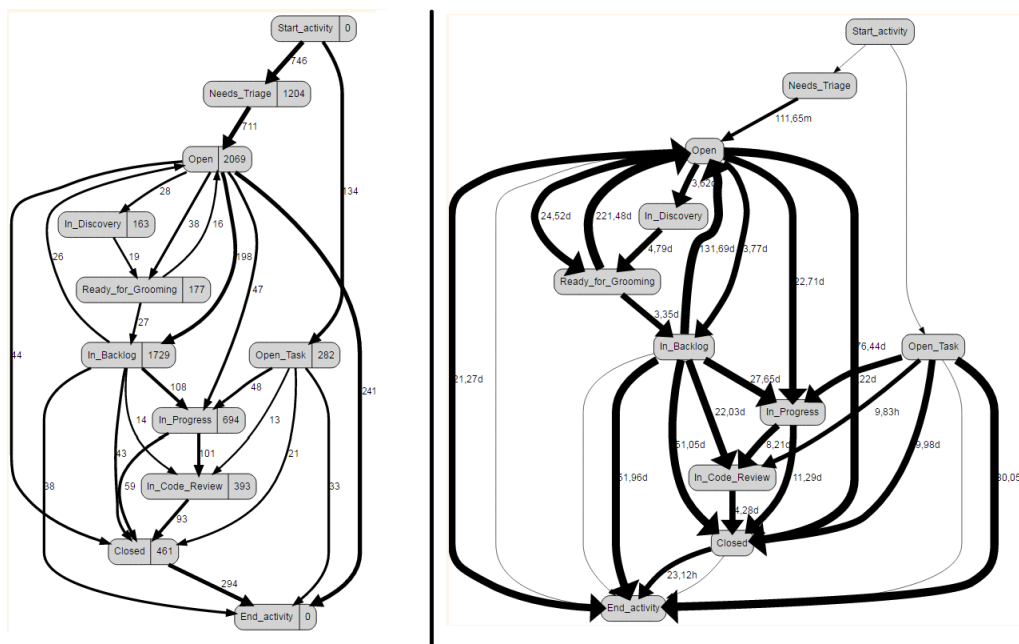 Start_activity 0
746
Needs_Triage 1204
711
Open 2069
134
28
In_Discovery 163
38
16
19
26
198
47
Ready_for_Grooming 177
27
44
In_Backlog 1729
Open_Task 282
108
48
241
In_Progress 694
14
13
43
101
21
In_Code_Review 393
38
59
33
93
Closed 461
294
End_activity 0
Start_activity
Needs_Triage
111,65m
Open
3,62d
In_Discovery
24,52d
221,48d
4,79d
131,69d
3,77d
Ready_for_Grooming
22,71d
3,35d
In_Backlog
76,44d
Open_Task
21,27d
27,65d
22d
In_Progress
22,03d
9,83h
51,05d
8,21d
9,98d
In_Code_Review
51,96d
11,29d
30,05
4,28d
Closed
23,12h
End_activity